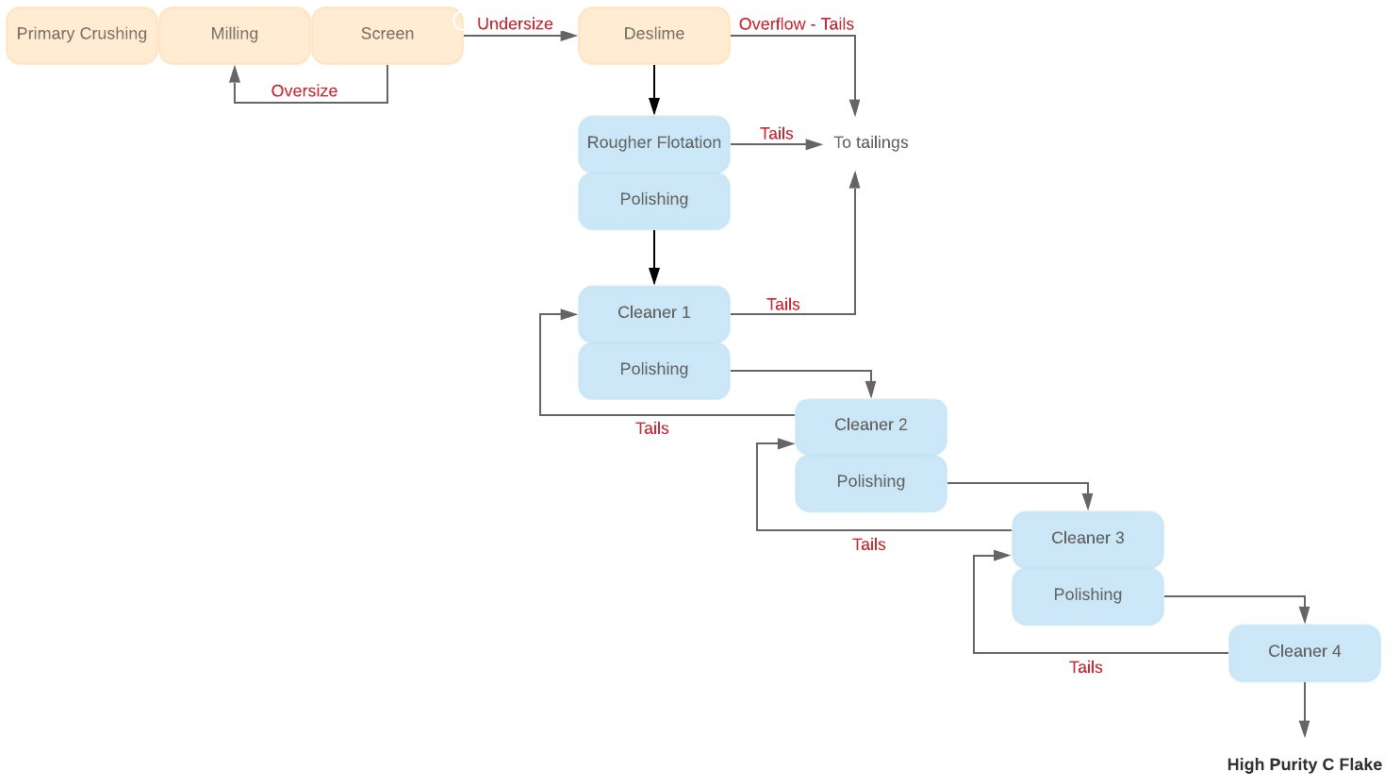 Primary Crushing
Milling
Screen
Undersize
Deslime
Overflow - Tails
Oversize
Rougher Flotation
Tails
To tailings
Polishing
Cleaner 1
Tails
Polishing
Tails
Cleaner 2
Polishing
Tails
Cleaner 3
Polishing
Tails
Cleaner 4
High Purity C Flake